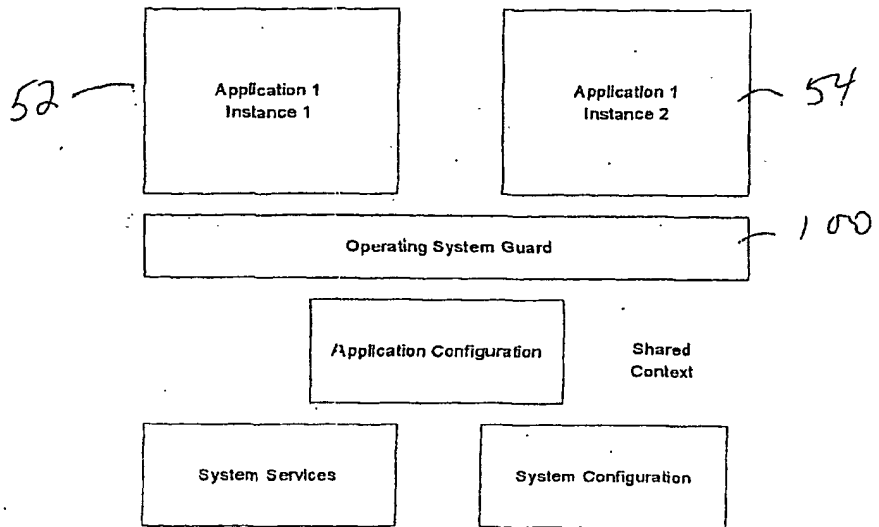 Application 1
Instance 1
Application 1
Instance 2
52
54
Operating System Guard
100
Application Configuration
Shared
Context
System Services
System Configuration